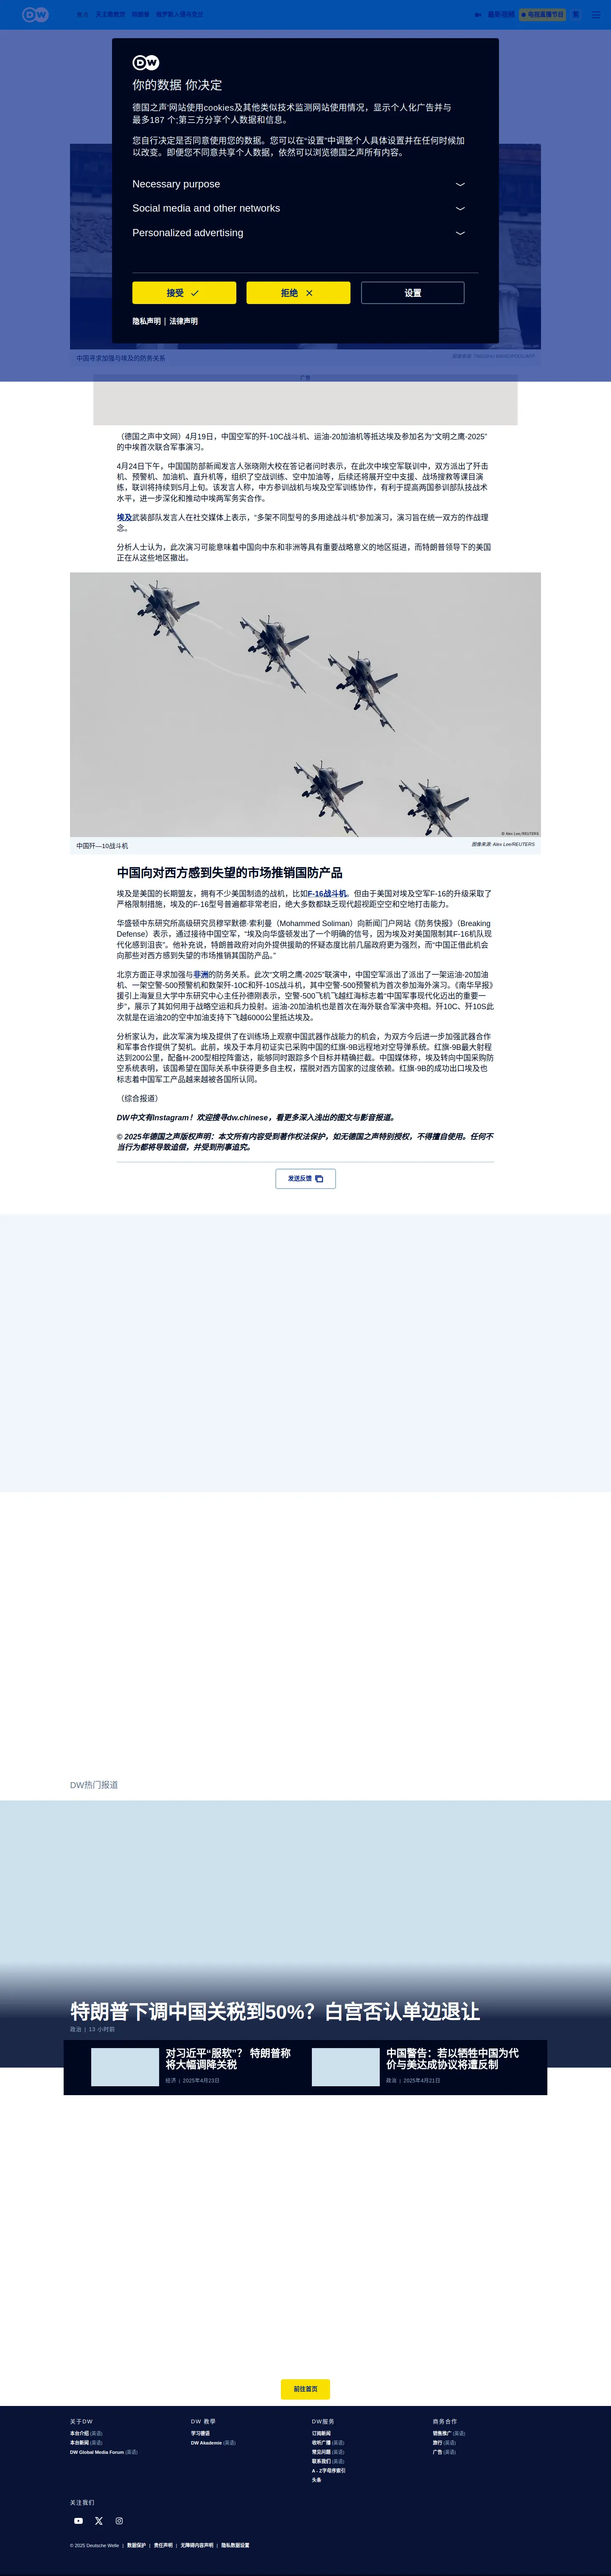 DW
你的数据 你决定
德国之声'网站使用cookies及其他类似技术监测网站使用情况，显示个人化广告并与
最多187 个;第三方分享个人数据和信息。
您自行决定是否同意使用您的数据。您可以在“设置”中调整个人具体设置并在任何时候加
以改变。即便您不同意共享个人数据，依然可以浏览德国之声所有内容。
Necessary purpose
Social media and other networks
Personalized advertising
接受
拒绝
设置
隐私声明 | 法律声明
中国寻求加强与埃及的防务关系
广告
（德国之声中文网）4月19日，中国空军的歼-10C战斗机、运油-20加油机等抵达埃及参加名为“文明之鹰-2025”
的中埃首次联合军事演习。
4月24日下午，中国国防部新闻发言人张晓刚大校在答记者问时表示，在此次中埃空军联训中，双方派出了歼击
机、预警机、加油机、直升机等，组织了空战训练、空中加油等，后续还将展开空中支援、战场搜救等课目演
练，联训将持续到5月上旬。该发言人称，中方参训战机与埃及空军训练协作，有利于提高两国参训部队技战术
水平，进一步深化和推动中埃两军务实合作。
埃及武装部队发言人在社交媒体上表示，“多架不同型号的多用途战斗机”参加演习，演习旨在统一双方的作战理
念。
分析人士认为，此次演习可能意味着中国向中东和非洲等具有重要战略意义的地区挺进，而特朗普领导下的美国
正在从这些地区撤出。
© Alex Lee/REUTERS
中国歼—10战斗机
图像来源: Alex Lee/REUTERS
中国向对西方感到失望的市场推销国防产品
埃及是美国的长期盟友，拥有不少美国制造的战机，比如F-16战斗机。但由于美国对埃及空军F-16的升级采取了
严格限制措施，埃及的F-16型号普遍都非常老旧，绝大多数都缺乏现代超视距空空和空地打击能力。
华盛顿中东研究所高级研究员穆罕默德·索利曼（Mohammed Soliman）向新闻门户网站《防务快报》（Breaking
Defense）表示，通过接待中国空军，“埃及向华盛顿发出了一个明确的信号，因为埃及对美国限制其F-16机队现
代化感到沮丧”。他补充说，特朗普政府对向外提供援助的怀疑态度比前几届政府更为强烈，而“中国正借此机会
向那些对西方感到失望的市场推销其国防产品。”
北京方面正寻求加强与非洲的防务关系。此次“文明之鹰-2025”联演中，中国空军派出了派出了一架运油-20加油
机、一架空警-500预警机和数架歼-10C和歼-10S战斗机，其中空警-500预警机为首次参加海外演习。《南华早报》
援引上海复旦大学中东研究中心主任孙德刚表示，空警-500飞机飞越红海标志着“中国军事现代化迈出的重要一
步”，展示了其如何用于战略空运和兵力投射。运油-20加油机也是首次在海外联合军演中亮相。歼10C、歼10S此
次就是在运油20的空中加油支持下飞越6000公里抵达埃及。
分析家认为，此次军演为埃及提供了在训练场上观察中国武器作战能力的机会，为双方今后进一步加强武器合作
和军事合作提供了契机。此前，埃及于本月初证实已采购中国的红旗-9B远程地对空导弹系统。红旗-9B最大射程
达到200公里，配备H-200型相控阵雷达，能够同时跟踪多个目标并精确拦截。中国媒体称，埃及转向中国采购防
空系统表明，该国希望在国际关系中获得更多自主权，摆脱对西方国家的过度依赖。红旗-9B的成功出口埃及也
标志着中国军工产品越来越被各国所认同。
（综合报道）
DW中文有Instagram！欢迎搜寻dw.chinese，看更多深入浅出的图文与影音报道。
© 2025年德国之声版权声明：本文所有内容受到著作权法保护，如无德国之声特别授权，不得擅自使用。任何不
当行为都将导致追偿，并受到刑事追究。
发送反馈
DW热门报道
特朗普下调中国关税到50%？白宫否认单边退让
政治 | 13 小时前
对习近平“服软”？ 特朗普称
将大幅调降关税
经济 | 2025年4月23日
中国警告：若以牺牲中国为代
价与美达成协议将遭反制
政治 | 2025年4月21日
前往首页
关于DW
本台介绍 (英语)
本台新闻 (英语)
DW Global Media Forum (英语)
DW 教學
学习德语
DW Akademie (英语)
DW服务
订阅新闻
收听广播 (英语)
常见问题 (英语)
联系我们 (英语)
A - Z字母序索引
头条
商务合作
销售推广 (英语)
旅行 (英语)
广告 (英语)
关注我们
© 2025 Deutsche Welle | 数据保护 | 责任声明 | 无障碍内容声明 | 隐私数据设置